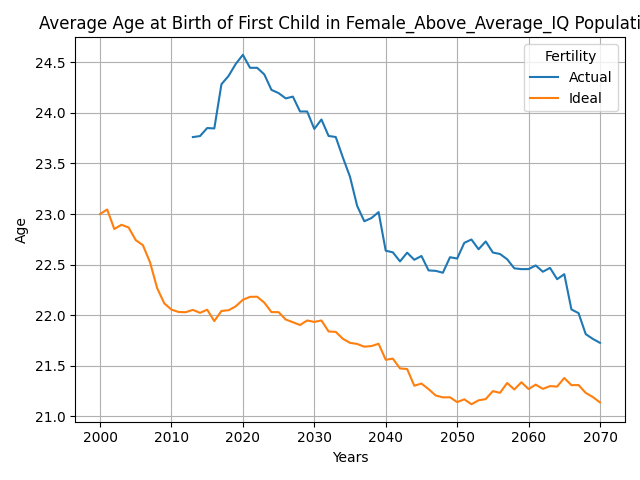 Average Age at Birth of First Child in Female_Above_Average_IQ Populati
Fertility
Actual
Ideal
24.5
24.0
23.5
23.0
22.5
22.0
21.5
21.0
Age
2000 2010 2020 2030 2040 2050 2060 2070
Years